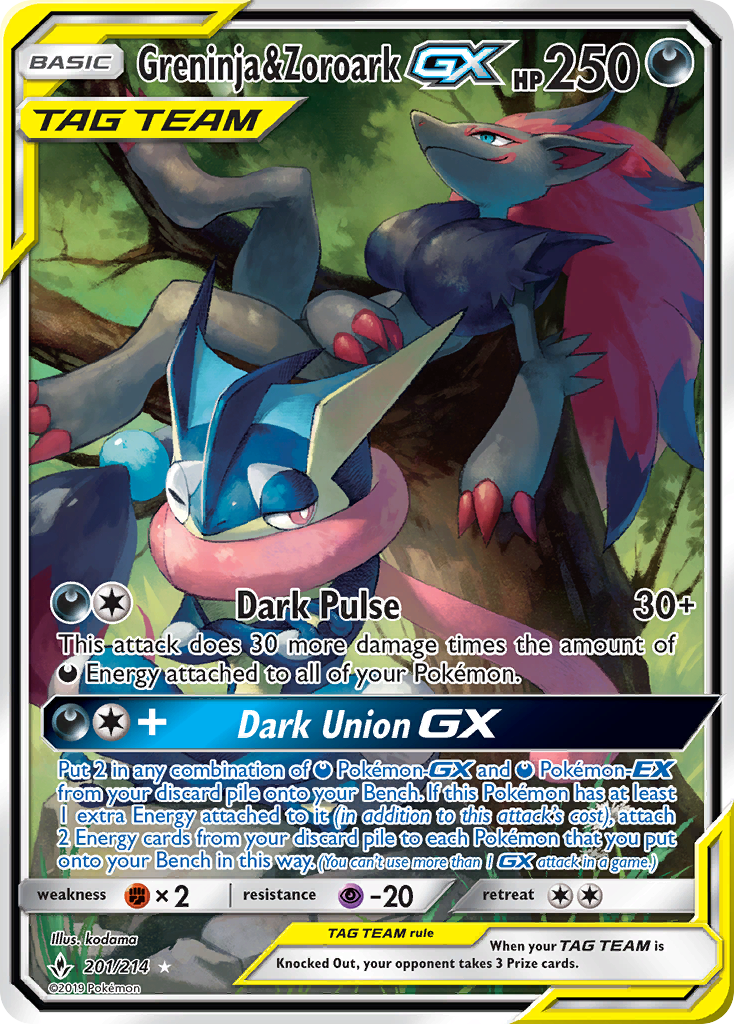 BASIC Greninja&Zoroark GX HP250
TAG TEAM
Dark Pulse 30+
This attack does 30 more damage times the amount of
Energy attached to all of your Pokémon.
+ Dark Union GX
Put 2 in any combination of Pokémon-GX and Pokémon-EX
from your discard pile onto your Bench. If this Pokémon has at least
1 extra Energy attached to it (in addition to this attack's cost), attach
2 Energy cards from your discard pile to each Pokémon that you put
onto your Bench in this way. (You can't use more than 1 GX attack in a game.)
weakness ×2 resistance -20 retreat
Illus. kodama
TAG TEAM rule
When your TAG TEAM is
Knocked Out, your opponent takes 3 Prize cards.
201/214
©2019 Pokémon